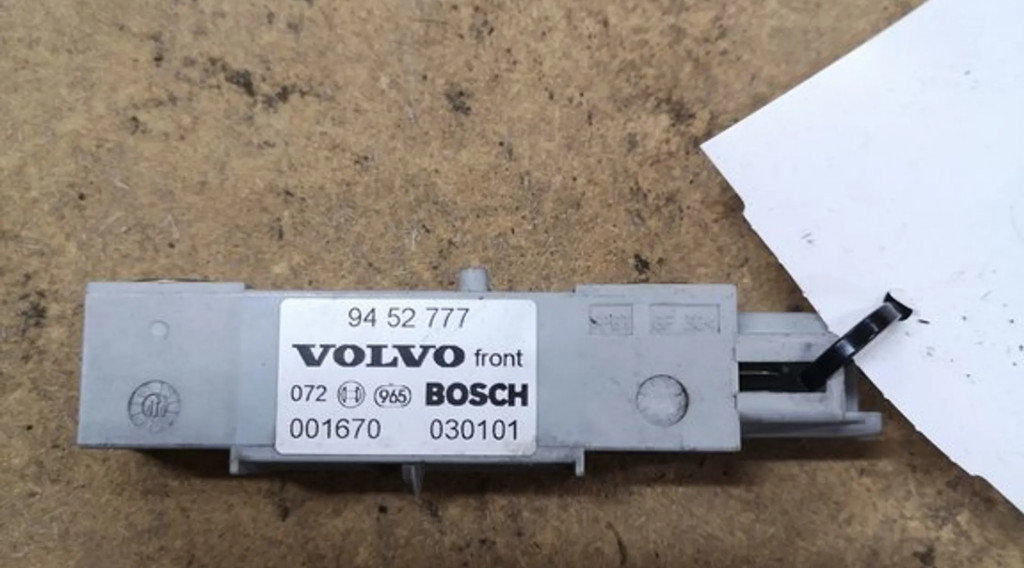 94 52 777
VOLVO front
072 965 BOSCH
001670 030101